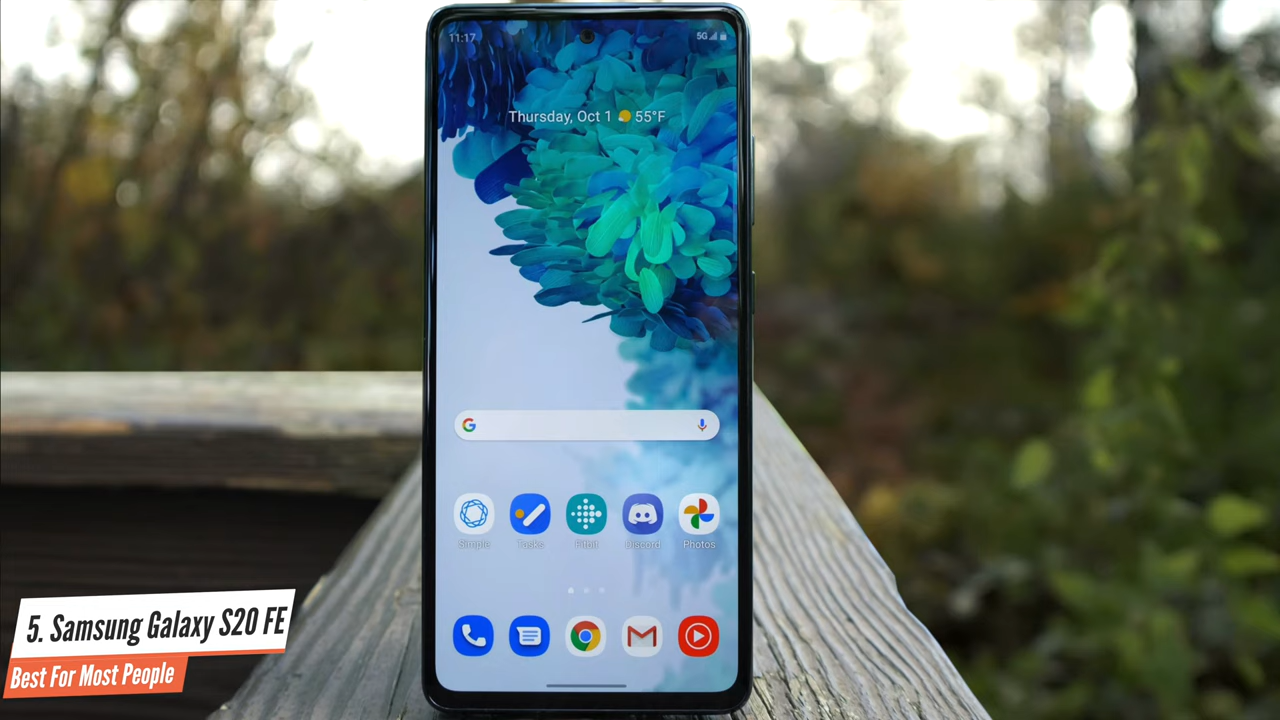 11:17
5G
Thursday, Oct 1 55°F
Simple Tasks Fitbit Discord Photos
5. Samsung Galaxy S20 FE
Best For Most People